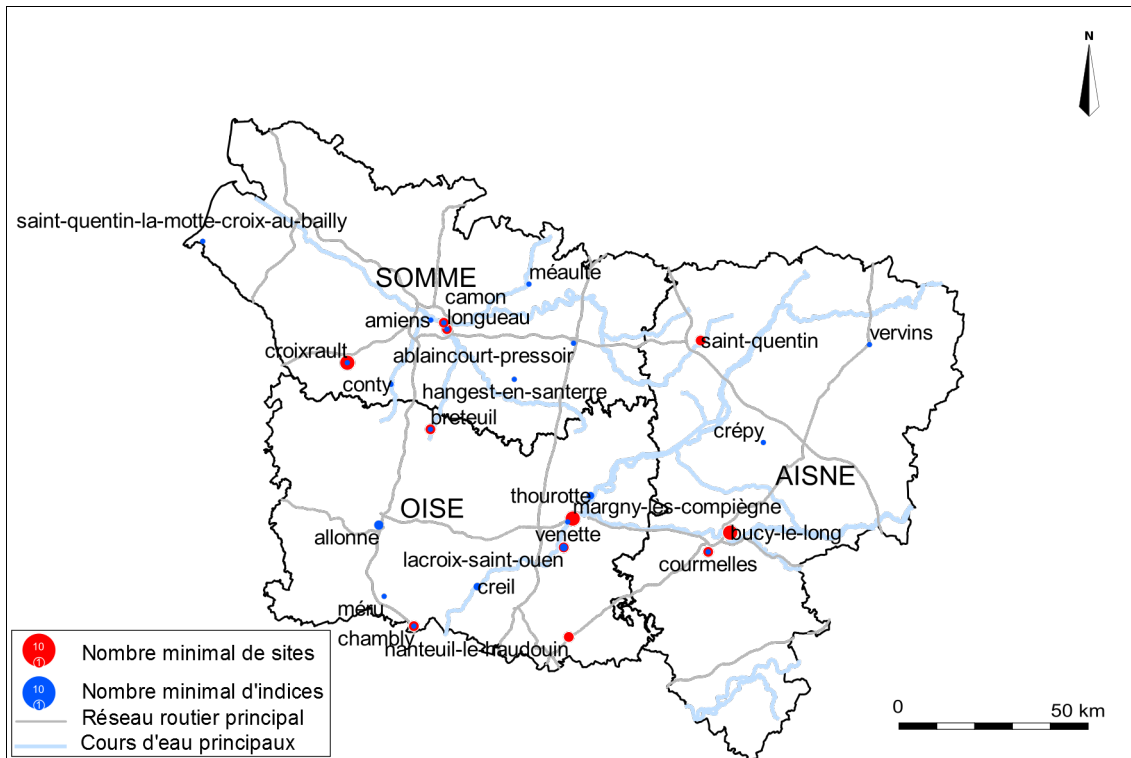 N
saint-quentin-la-motte-croix-au-bailly
SOMME
méaulte
camon
amiens
longueau
saint-quentin
vervins
croixrault
ablaincourt-pressoir
conty
hangest-en-santerre
breteuil
crépy
AISNE
thourotte
margny-les-compiègne
OISE
allonne
venette
bucy-le-long
lacroix-saint-ouen
courmelles
creil
méru
chambly
nanteuil-le-haudouin
10
1
Nombre minimal de sites
10
1
Nombre minimal d'indices
Réseau routier principal
Cours d'eau principaux
0
50 km